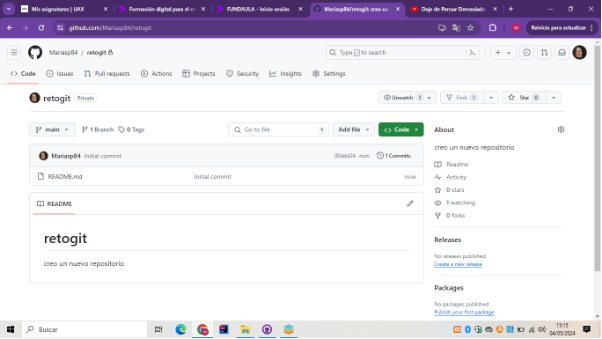 Mis asignaturas | UAX
Formación digital para el e
FUNDAULA - Inicio sesión
Mariasp84/retogit: creo un
Deje de Pensar Demasiado
github.com/Mariasp84/retogit
Reinicia para actualizar
Mariasp84 / retogit
Type / to search
Code
Issues
Pull requests
Actions
Projects
Security
Insights
Settings
retogit
Private
Unwatch 1
Fork 0
Star 0
main
1 Branch
0 Tags
Go to file
t
Add file
Code
About
creo un nuevo repositorio
Mariasp84 Initial commit
now
1 Commits
README.md
Initial commit
now
Readme
Activity
0 stars
1 watching
0 forks
README
retogit
creo un nuevo repositorio
Releases
No releases published
Create a new release
Packages
No packages published
Publish your first package
Buscar
15:15
04/05/2024